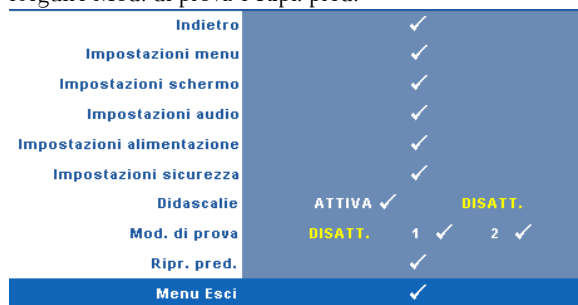 Indietro ✓
Impostazioni menu ✓
Impostazioni schermo ✓
Impostazioni audio ✓
Impostazioni alimentazione ✓
Impostazioni sicurezza ✓
Didascalie ATTIVA ✓ DISATT.
Mod. di prova DISATT. 1 ✓ 2 ✓
Ripr. pred. ✓
Menu Esci ✓